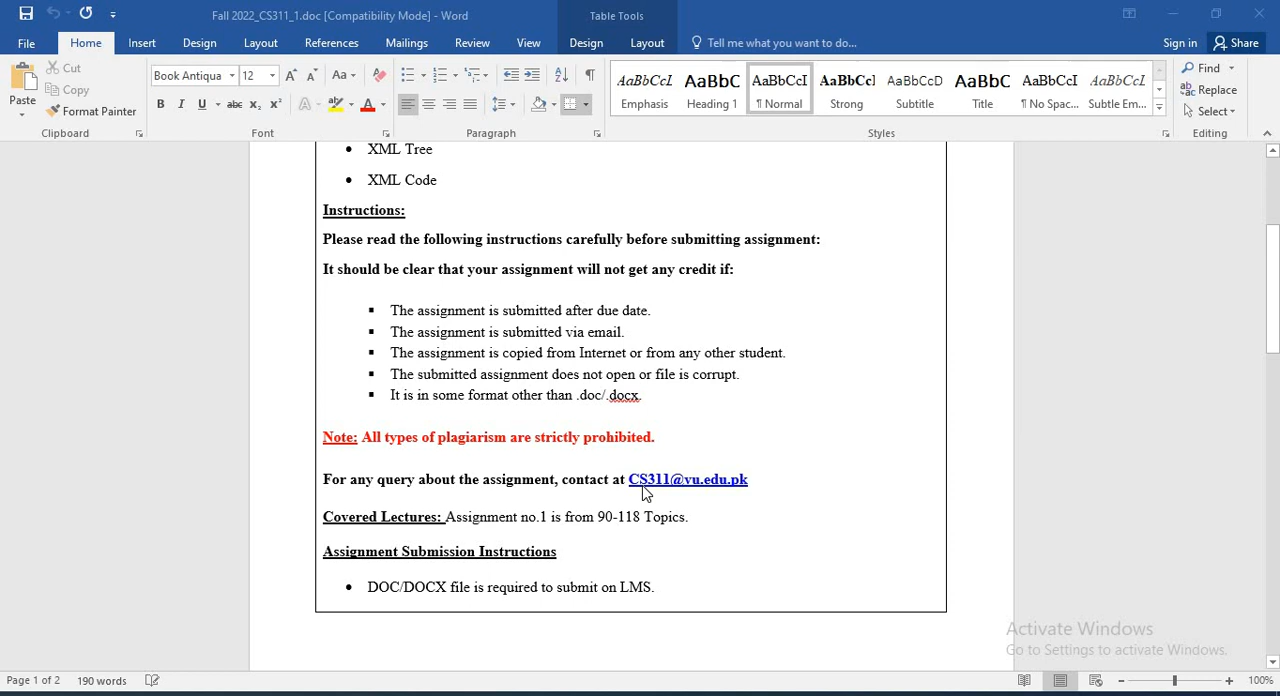 Fall 2022_CS311_1.doc [Compatibility Mode] - Word
Table Tools
File Home Insert Design Layout References Mailings Review View Design Layout Tell me what you want to do... Sign in Share
Paste
Cut
Copy
Format Painter
Clipboard
Book Antiqua 12
Font
Paragraph
AaBbCcI AaBbC AaBbCcI AaBbCcI AaBbCcD AaBbC AaBbCcI AaBbCcI
Emphasis Heading 1 ¶ Normal Strong Subtitle Title ¶ No Spac... Subtle Em...
Styles
Find
Replace
Select
Editing
• XML Tree
• XML Code
Instructions:
Please read the following instructions carefully before submitting assignment:
It should be clear that your assignment will not get any credit if:
▪ The assignment is submitted after due date.
▪ The assignment is submitted via email.
▪ The assignment is copied from Internet or from any other student.
▪ The submitted assignment does not open or file is corrupt.
▪ It is in some format other than .doc/.docx.
Note: All types of plagiarism are strictly prohibited.
For any query about the assignment, contact at CS311@vu.edu.pk
Covered Lectures: Assignment no.1 is from 90-118 Topics.
Assignment Submission Instructions
• DOC/DOCX file is required to submit on LMS.
Activate Windows
Go to Settings to activate Windows.
Page 1 of 2 190 words 100%